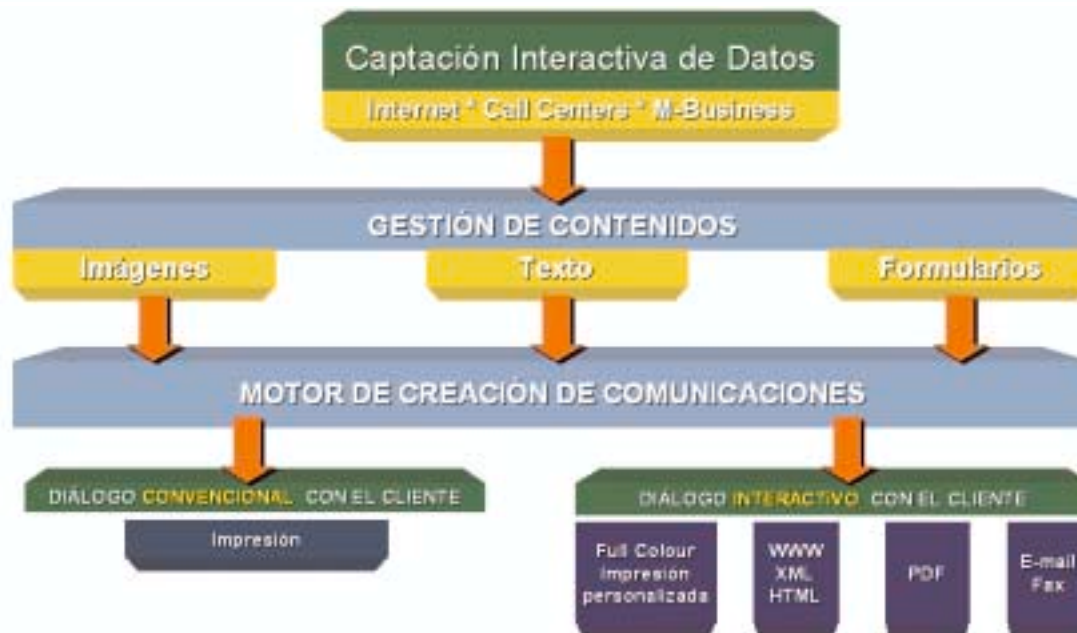 Captación Interactiva de Datos
Internet * Call Centers * M-Business
GESTIÓN DE CONTENIDOS
Imágenes
Texto
Formularios
MOTOR DE CREACIÓN DE COMUNICACIONES
DIÁLOGO CONVENCIONAL CON EL CLIENTE
Impresión
DIÁLOGO INTERACTIVO CON EL CLIENTE
Full Colour
Impresión
personalizada
WWW
XML
HTML
PDF
E-mail
Fax